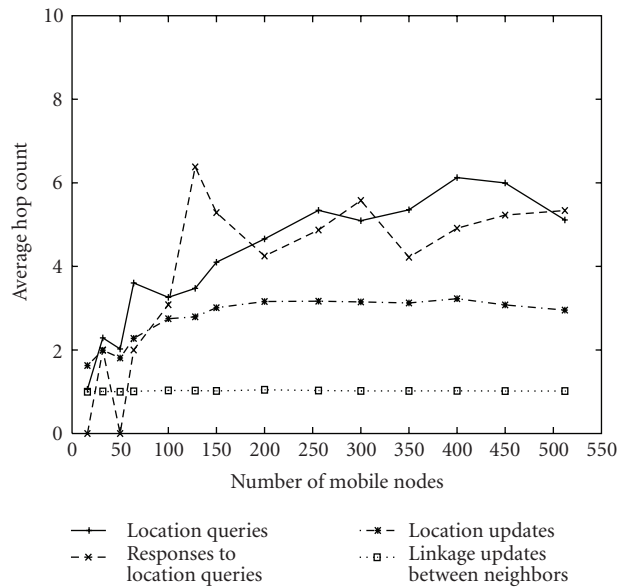 10
8
6
4
2
0
Average hop count
0 50 100 150 200 250 300 350 400 450 500 550
Number of mobile nodes
Location queries
Responses to
location queries
Location updates
Linkage updates
between neighbors